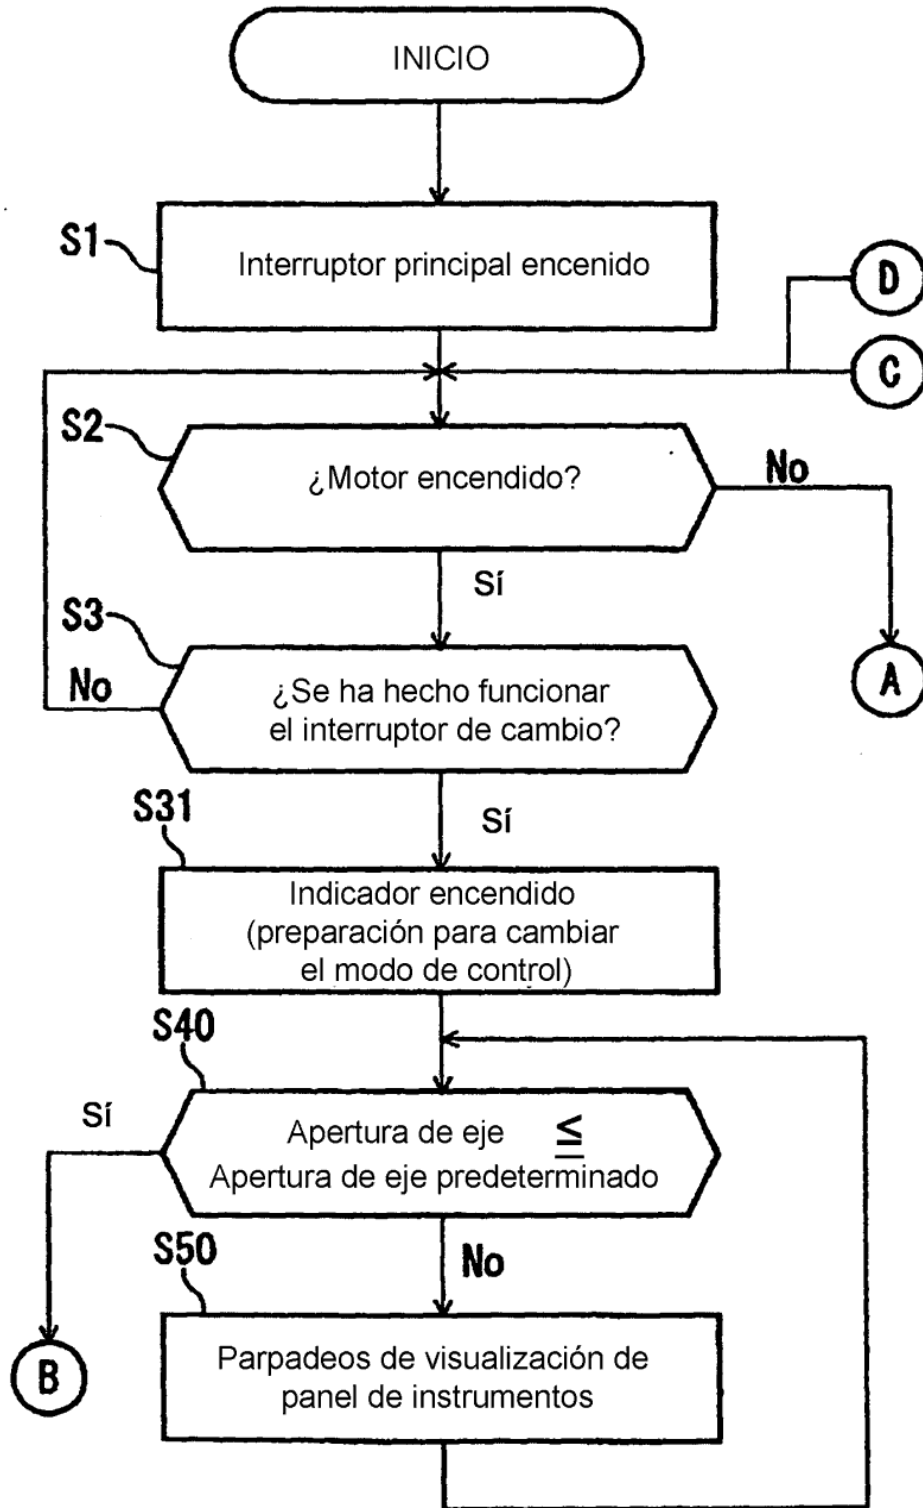 INICIO
S1
Interruptor principal encenido
D
C
S2
¿Motor encendido?
No
Sí
A
S3
¿Se ha hecho funcionar
el interruptor de cambio?
No
Sí
S31
Indicador encendido
(preparación para cambiar
el modo de control)
S40
Sí
Apertura de eje ≦
Apertura de eje predeterminado
No
B
S50
Parpadeos de visualización de
panel de instrumentos